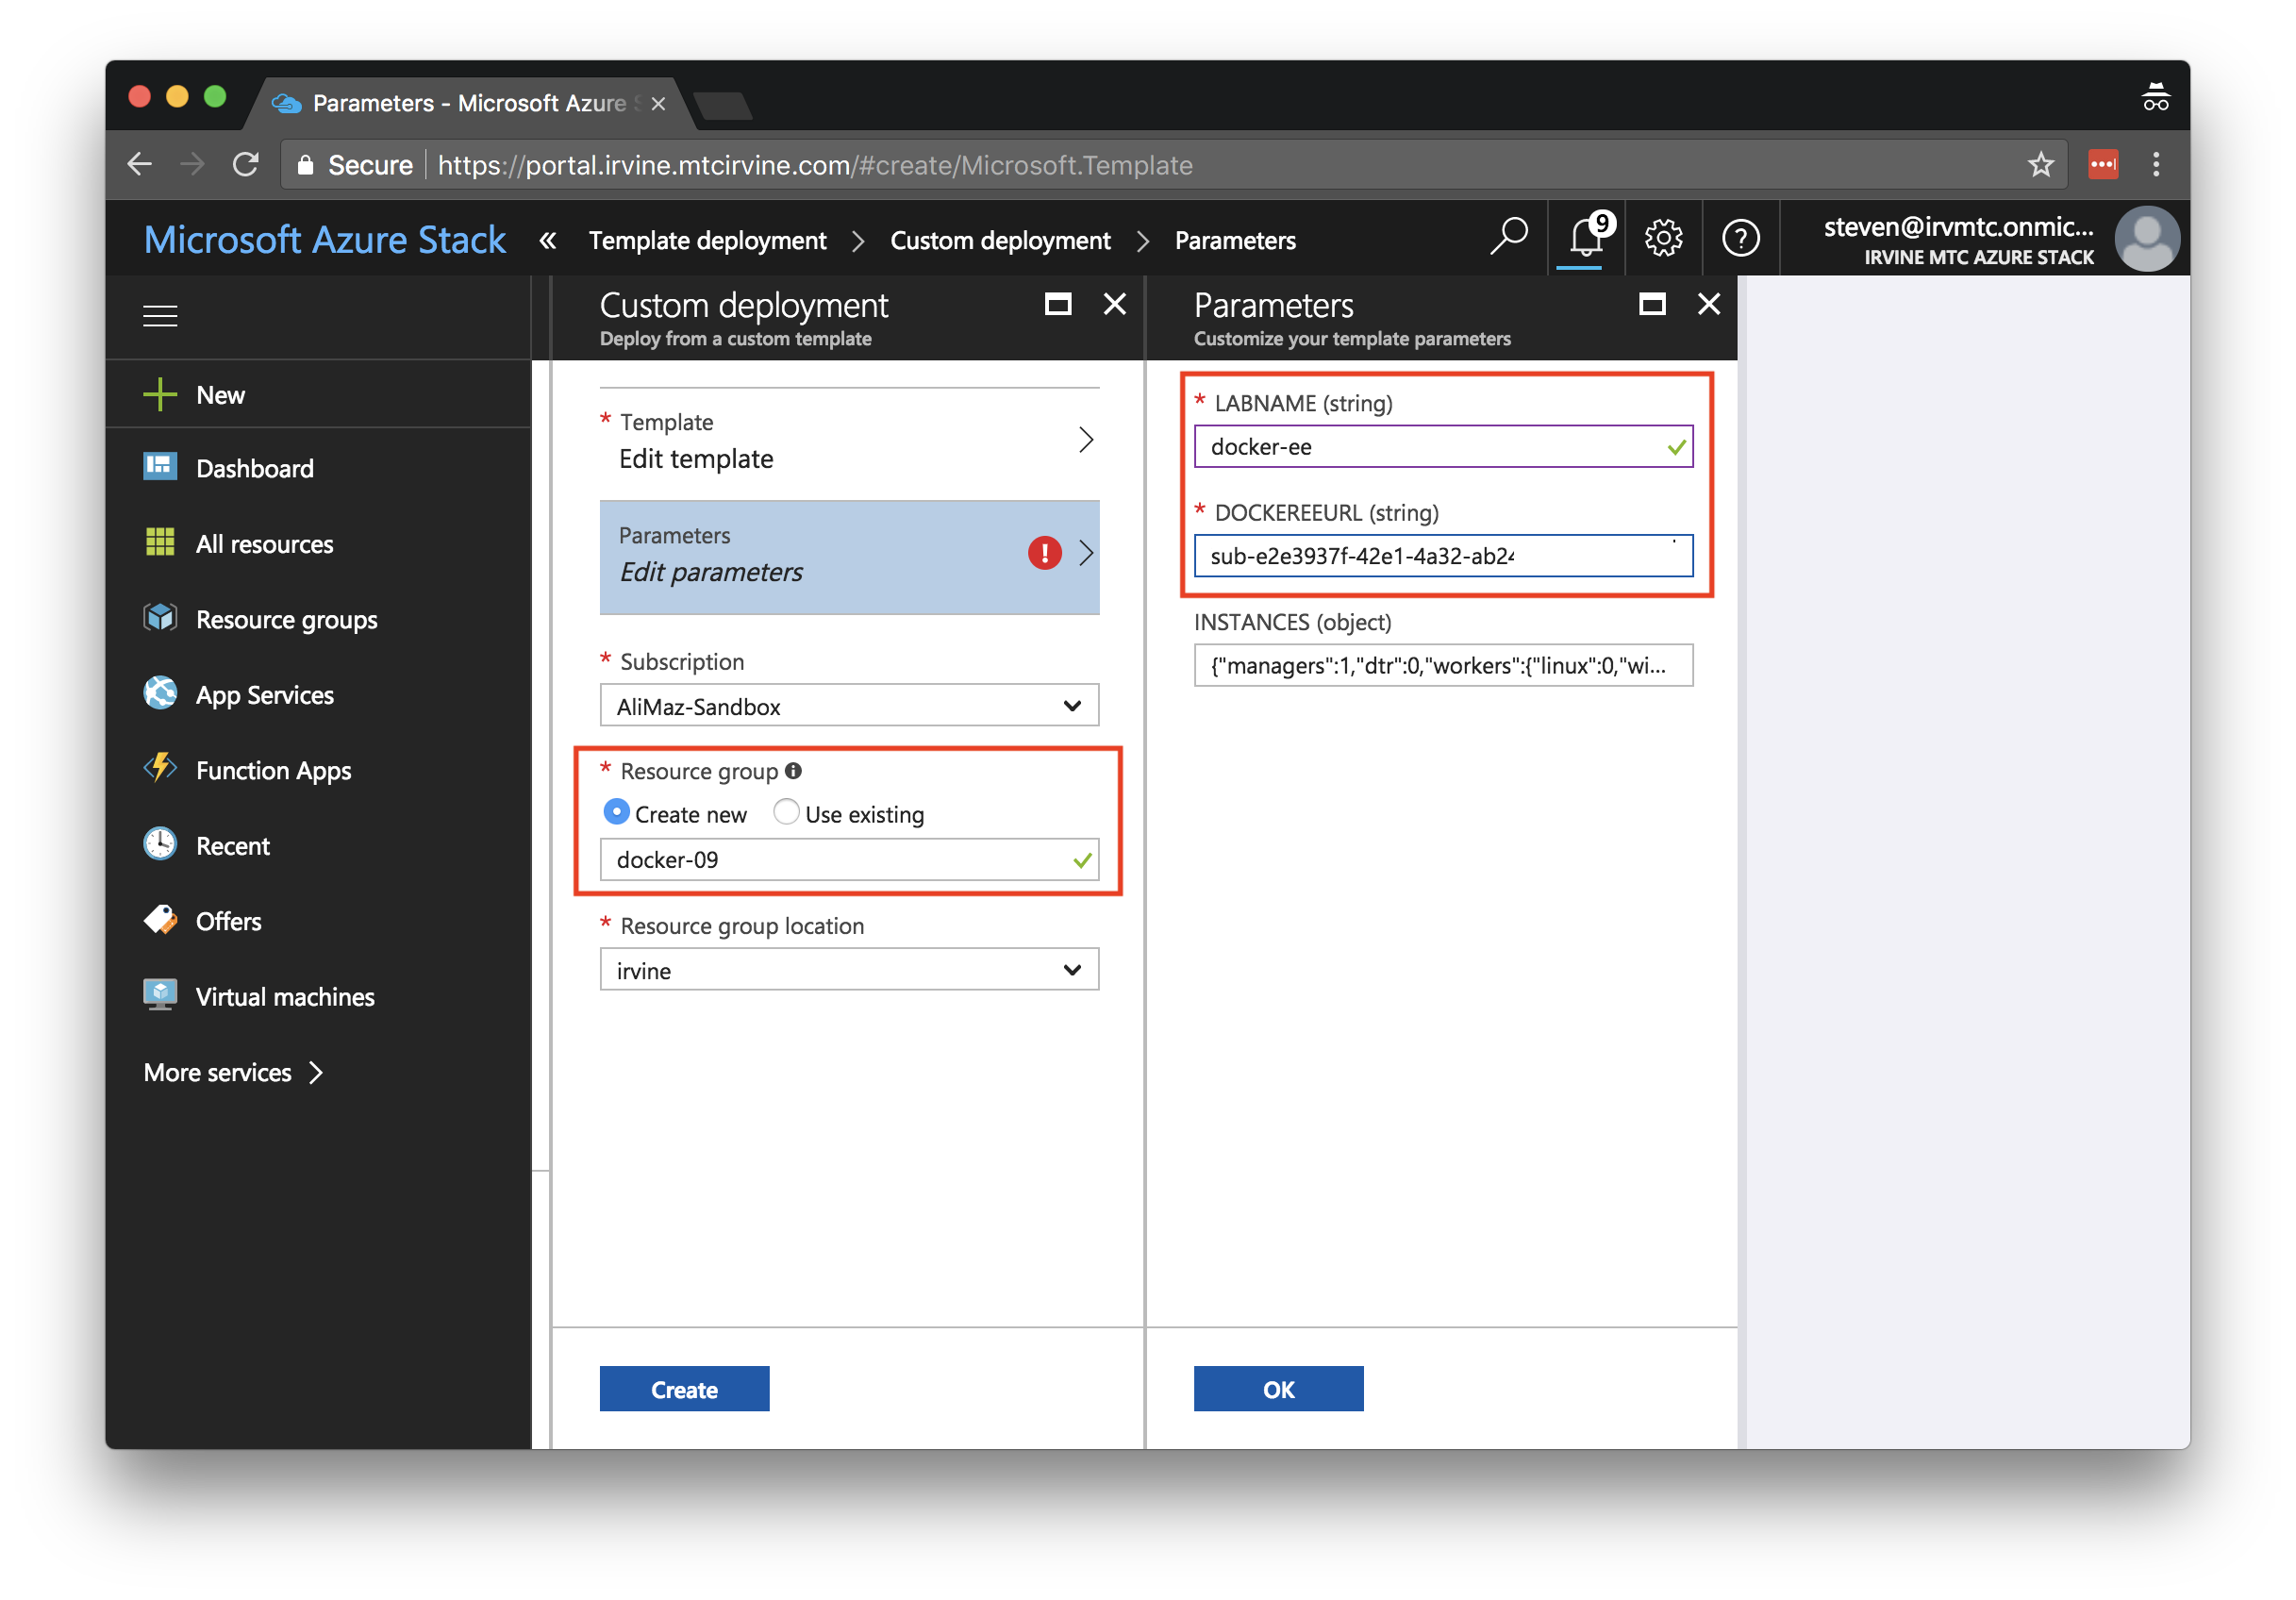 Parameters - Microsoft Azure S
Secure https://portal.irvine.mtcirvine.com/#create/Microsoft.Template
Microsoft Azure Stack « Template deployment > Custom deployment > Parameters 9 ? steven@irvmtc.onmic...
IRVINE MTC AZURE STACK
New
Dashboard
All resources
Resource groups
App Services
Function Apps
Recent
Offers
Virtual machines
More services >
Custom deployment
Deploy from a custom template
* Template
Edit template
Parameters
Edit parameters
* Subscription
AliMaz-Sandbox
* Resource group
Create new Use existing
docker-09
* Resource group location
irvine
Create
Parameters
Customize your template parameters
* LABNAME (string)
docker-ee
* DOCKEREEURL (string)
sub-e2e3937f-42e1-4a32-ab24
INSTANCES (object)
{"managers":1,"dtr":0,"workers":{"linux":0,"wi...
OK